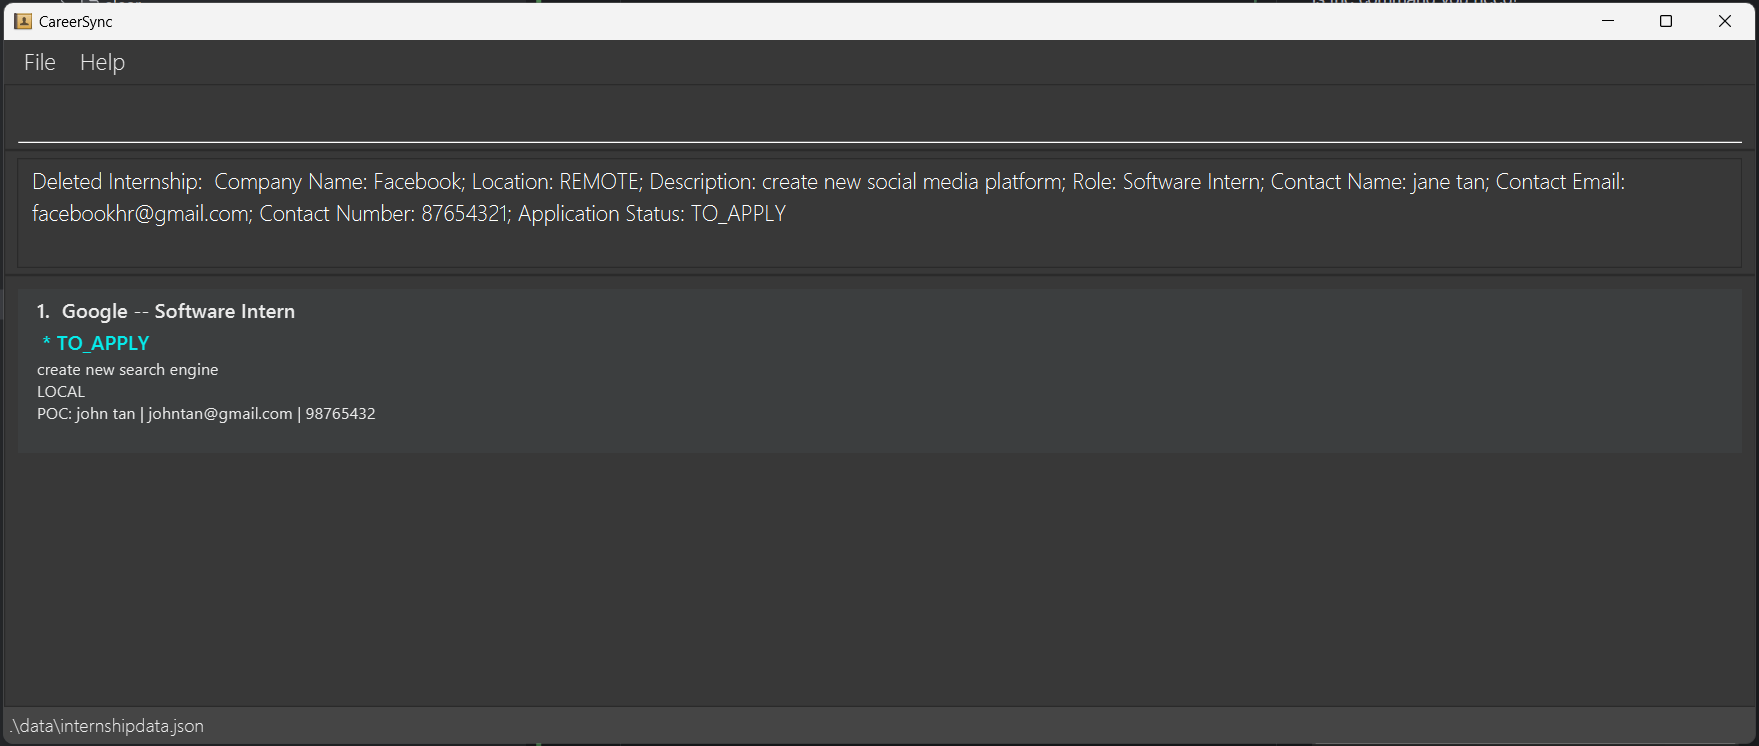 CareerSync
File Help
Deleted Internship: Company Name: Facebook; Location: REMOTE; Description: create new social media platform; Role: Software Intern; Contact Name: jane tan; Contact Email:
facebookhr@gmail.com; Contact Number: 87654321; Application Status: TO_APPLY
1. Google -- Software Intern
* TO_APPLY
create new search engine
LOCAL
POC: john tan | johntan@gmail.com | 98765432
.\data\internshipdata.json